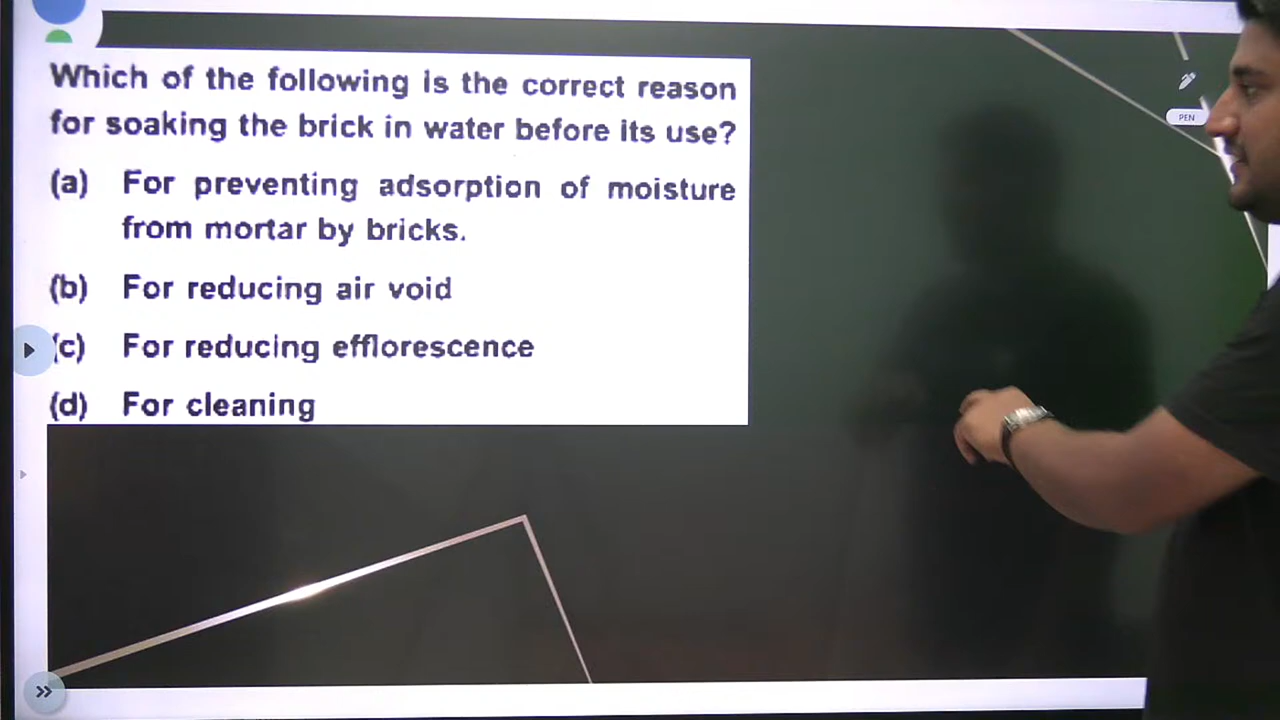 Which of the following is the correct reason
for soaking the brick in water before its use?
(a) For preventing adsorption of moisture
from mortar by bricks.
(b) For reducing air void
(c) For reducing efflorescence
(d) For cleaning
PEN